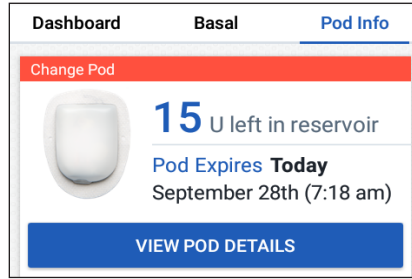 Dashboard Basal Pod Info
Change Pod
15 U left in reservoir
Pod Expires Today
September 28th (7:18 am)
VIEW POD DETAILS